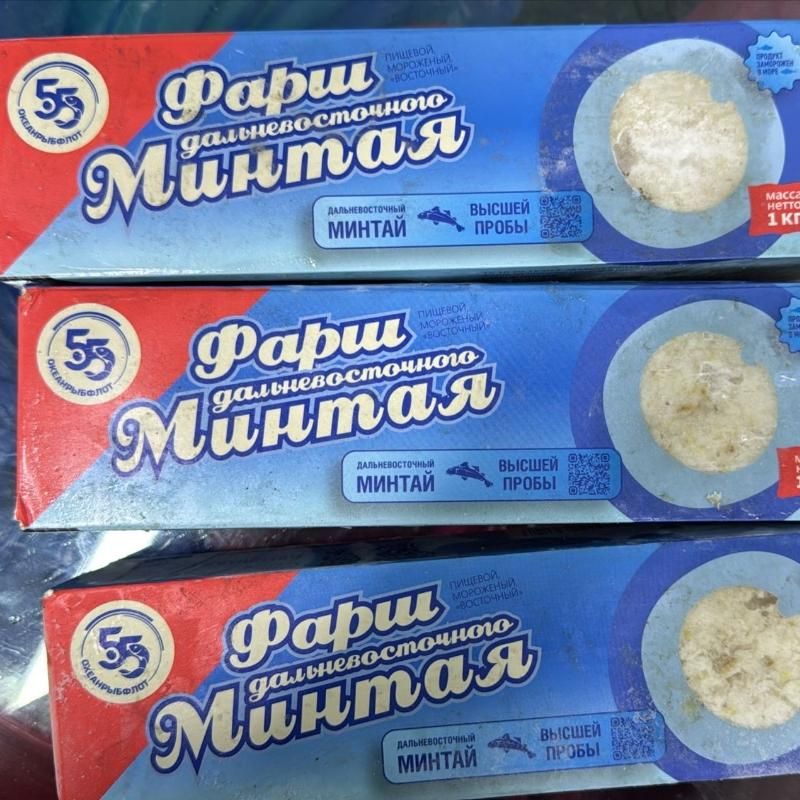 55
ОКЕАНРЫБФЛОТ
Фарш
дальневосточного
Минтая
ПИЩЕВОЙ,
МОРОЖЕНЫЙ,
«ВОСТОЧНЫЙ»
ДАЛЬНЕВОСТОЧНЫЙ
МИНТАЙ
ВЫСШЕЙ
ПРОБЫ
ПРОДУКТ
ЗАМОРОЖЕН
В МОРЕ
масса
нетто
1 КГ
55
ОКЕАНРЫБФЛОТ
Фарш
дальневосточного
Минтая
ПИЩЕВОЙ,
МОРОЖЕНЫЙ,
«ВОСТОЧНЫЙ»
ДАЛЬНЕВОСТОЧНЫЙ
МИНТАЙ
ВЫСШЕЙ
ПРОБЫ
55
ОКЕАНРЫБФЛОТ
Фарш
дальневосточного
Минтая
ПИЩЕВОЙ,
МОРОЖЕНЫЙ,
«ВОСТОЧНЫЙ»
ДАЛЬНЕВОСТОЧНЫЙ
МИНТАЙ
ВЫСШЕЙ
ПРОБЫ